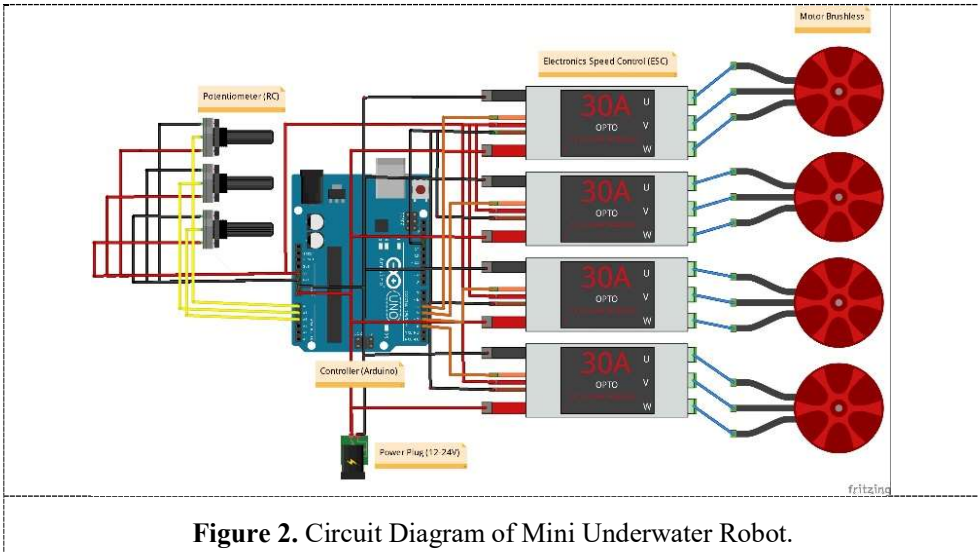 Motor Brushless
Electronics Speed Control (ESC)
Potentiometer (RC)
30A
OPTO
U
V
W
30A
OPTO
U
V
W
30A
OPTO
U
V
W
30A
OPTO
U
V
W
UNO
Controller (Arduino)
Power Plug (12-24V)
fritzing
Figure 2. Circuit Diagram of Mini Underwater Robot.